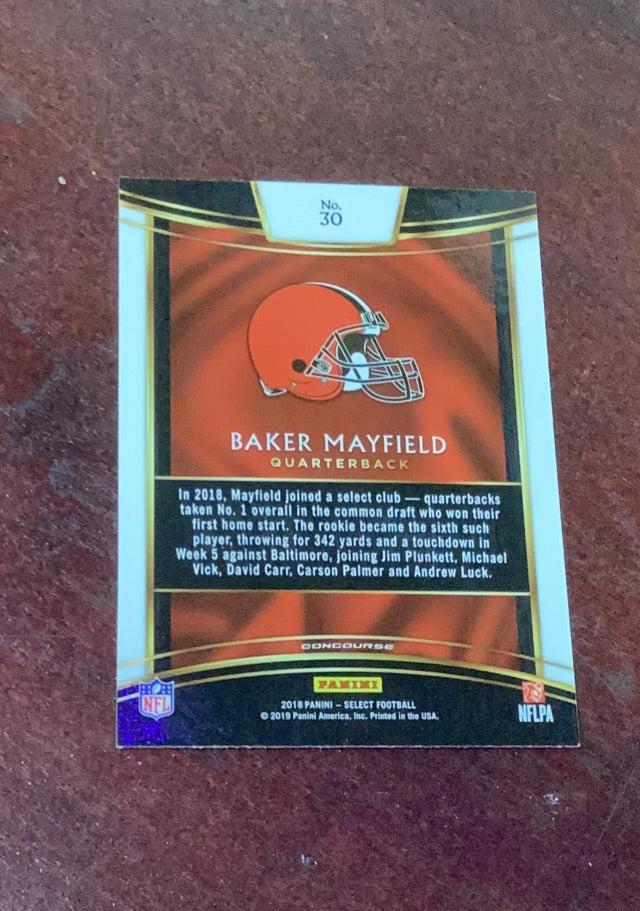 No.
30
BAKER MAYFIELD
QUARTERBACK
In 2018, Mayfield joined a select club — quarterbacks
taken No. 1 overall in the common draft who won their
first home start. The rookie became the sixth such
player, throwing for 342 yards and a touchdown in
Week 5 against Baltimore, joining Jim Plunkett, Michael
Vick, David Carr, Carson Palmer and Andrew Luck.
CONCOURSE
PANINI
NFL
2018 PANINI – SELECT FOOTBALL
© 2019 Panini America, Inc. Printed in the USA.
NFLPA